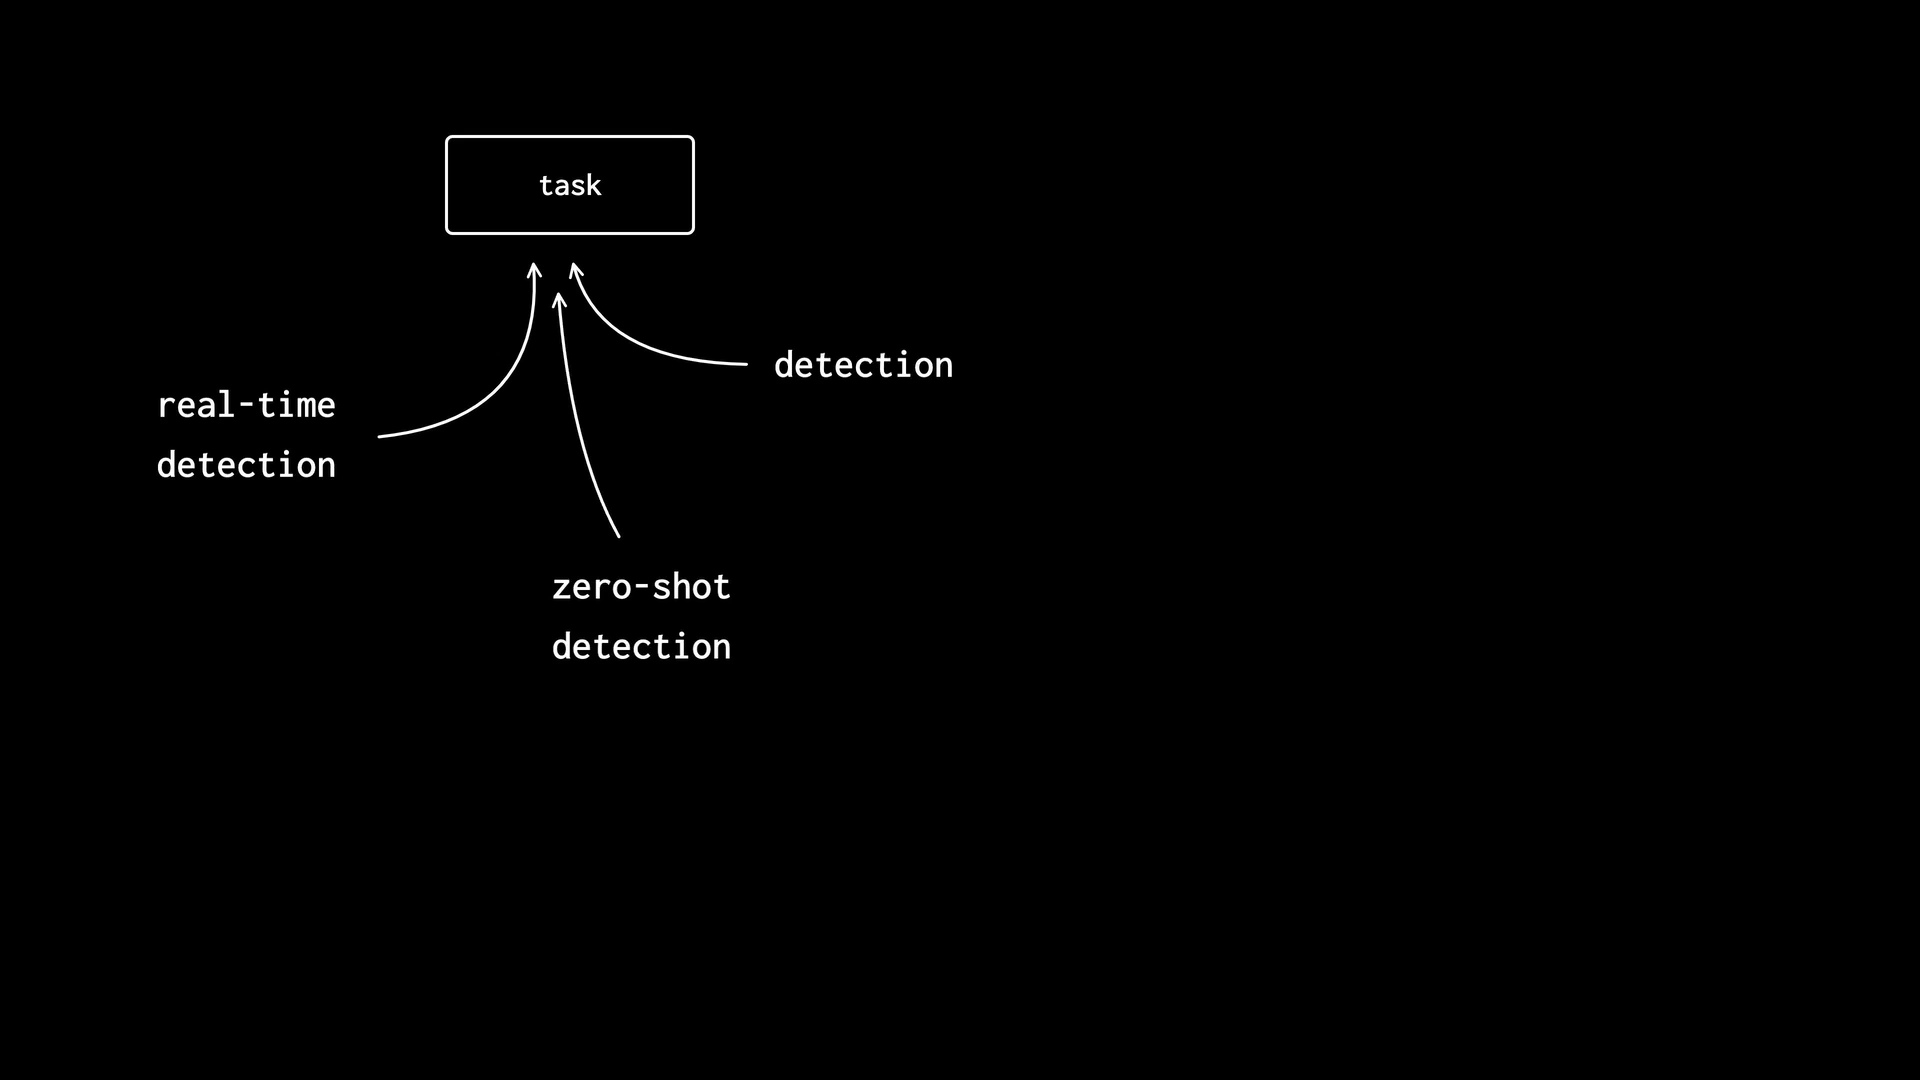 task
real-time
detection
detection
zero-shot
detection